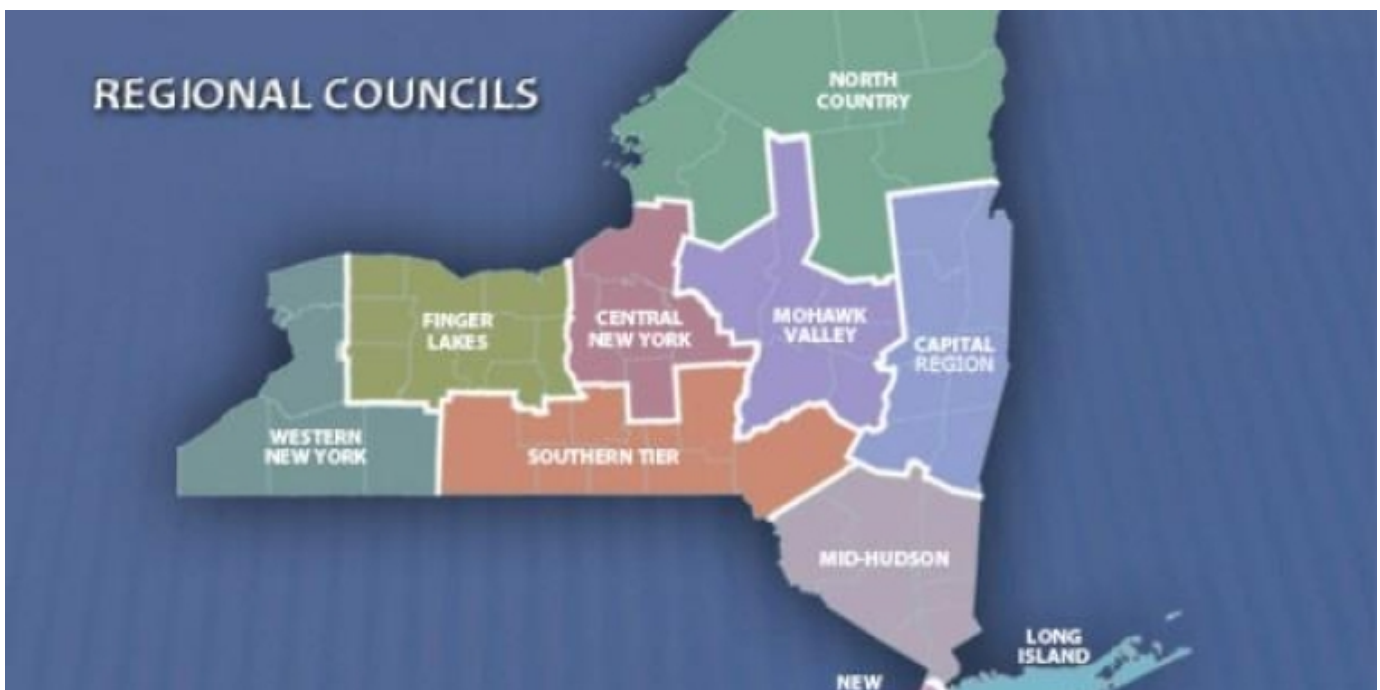 REGIONAL COUNCILS
NORTH
COUNTRY
FINGER
LAKES
CENTRAL
NEW YORK
MOHAWK
VALLEY
CAPITAL
REGION
WESTERN
NEW YORK
SOUTHERN TIER
MID-HUDSON
LONG
ISLAND
NEW